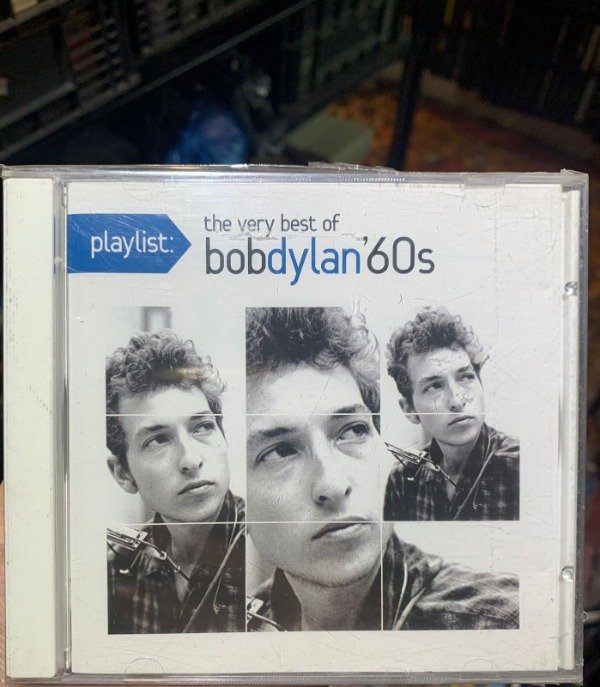 playlist:
the very best of
bobdylan'60s